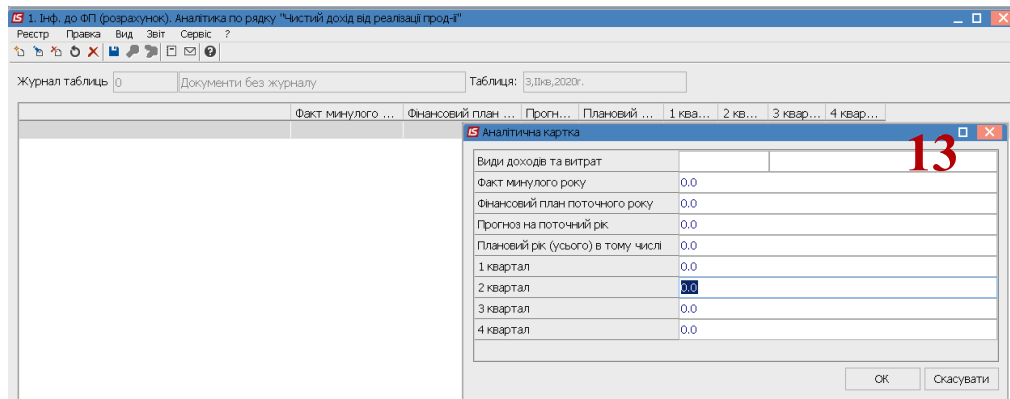 1. Інф. до ФП (розрахунок). Аналітика по рядку "Чистий дохід від реалізації прод-ії"
Реєстр Правка Вид Звіт Сервіс ?
Журнал таблиць 0 Документи без журналу Таблиця: 3,IIкв,2020г.
Факт минулого ... Фінансовий план ... Прогн... Плановий ... 1 ква... 2 кв... 3 квар... 4 квар...
Аналітична картка
13
Види доходів та витрат
Факт минулого року 0.0
Фінансовий план поточного року 0.0
Прогноз на поточний рік 0.0
Плановий рік (усього) в тому числі 0.0
1 квартал 0.0
2 квартал 0.0
3 квартал 0.0
4 квартал 0.0
ОК Скасувати